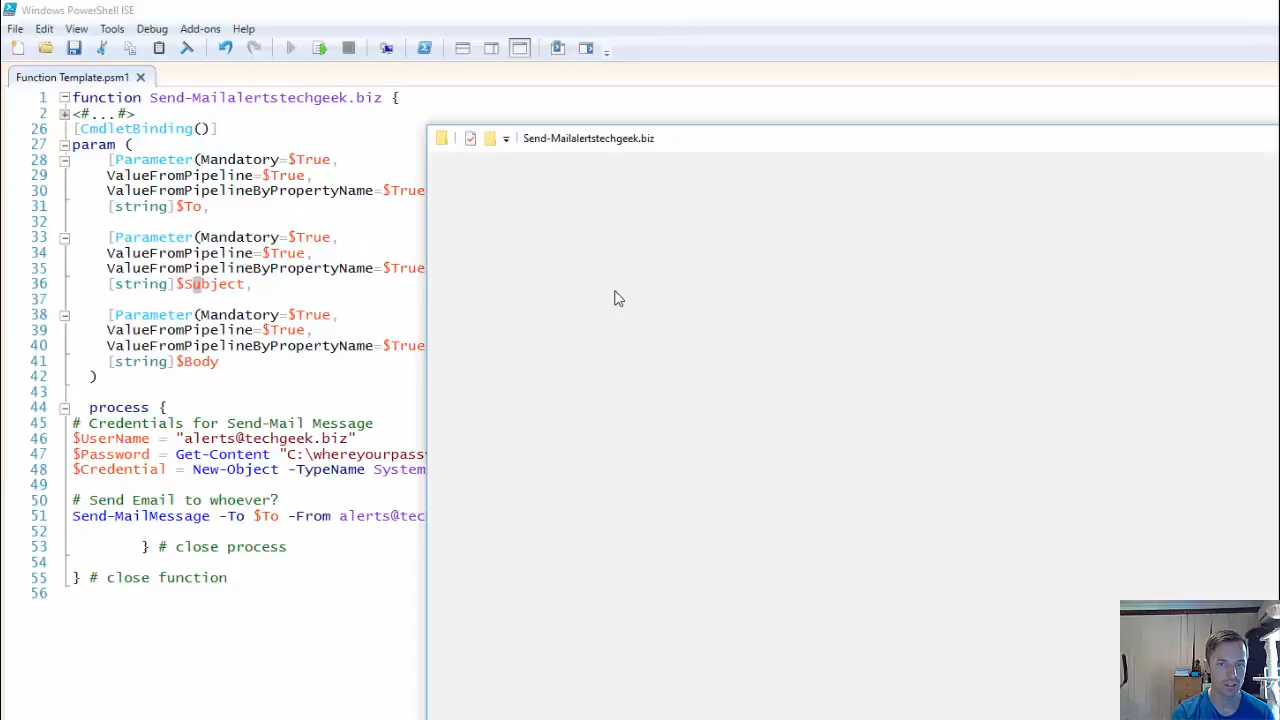 Windows PowerShell ISE
File Edit View Tools Debug Add-ons Help
Function Template.psm1
1 function Send-Mailalertstechgeek.biz {
2 <#...#>
26 [CmdletBinding()]
27 param (
28 [Parameter(Mandatory=$True,
29 ValueFromPipeline=$True,
30 ValueFromPipelineByPropertyName=$True
31 [string]$To,
32
33 [Parameter(Mandatory=$True,
34 ValueFromPipeline=$True,
35 ValueFromPipelineByPropertyName=$True
36 [string]$Subject,
37
38 [Parameter(Mandatory=$True,
39 ValueFromPipeline=$True,
40 ValueFromPipelineByPropertyName=$True
41 [string]$Body
42 )
43
44 process {
45 # Credentials for Send-Mail Message
46 $UserName = "alerts@techgeek.biz"
47 $Password = Get-Content "C:\whereyourpass
48 $Credential = New-Object -TypeName System
49
50 # Send Email to whoever?
51 Send-MailMessage -To $To -From alerts@tec
52
53 } # close process
54
55 } # close function
56
Send-Mailalertstechgeek.biz